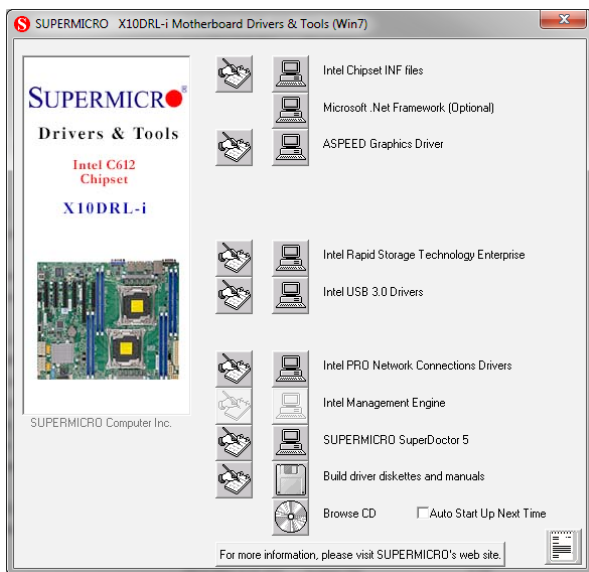 SUPERMICRO X10DRL-i Motherboard Drivers & Tools (Win7)
SUPERMICRO®
Drivers & Tools
Intel C612
Chipset
X10DRL-i
SUPERMICRO Computer Inc.
Intel Chipset INF files
Microsoft .Net Framework (Optional)
ASPEED Graphics Driver
Intel Rapid Storage Technology Enterprise
Intel USB 3.0 Drivers
Intel PRO Network Connections Drivers
Intel Management Engine
SUPERMICRO SuperDoctor 5
Build driver diskettes and manuals
Browse CD
Auto Start Up Next Time
For more information, please visit SUPERMICRO's web site.